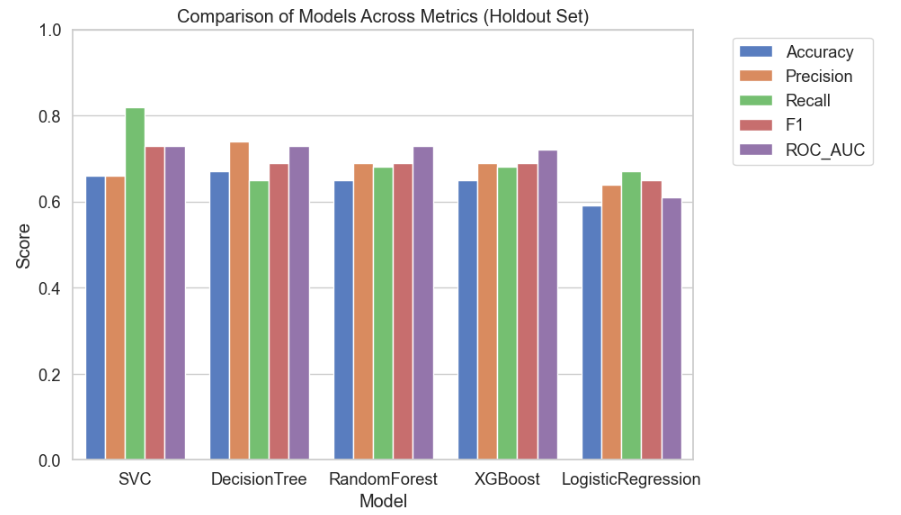 Comparison of Models Across Metrics (Holdout Set)
1.0
0.8
0.6
0.4
0.2
0.0
Score
SVC
DecisionTree
RandomForest
XGBoost
LogisticRegression
Model
Accuracy
Precision
Recall
F1
ROC_AUC